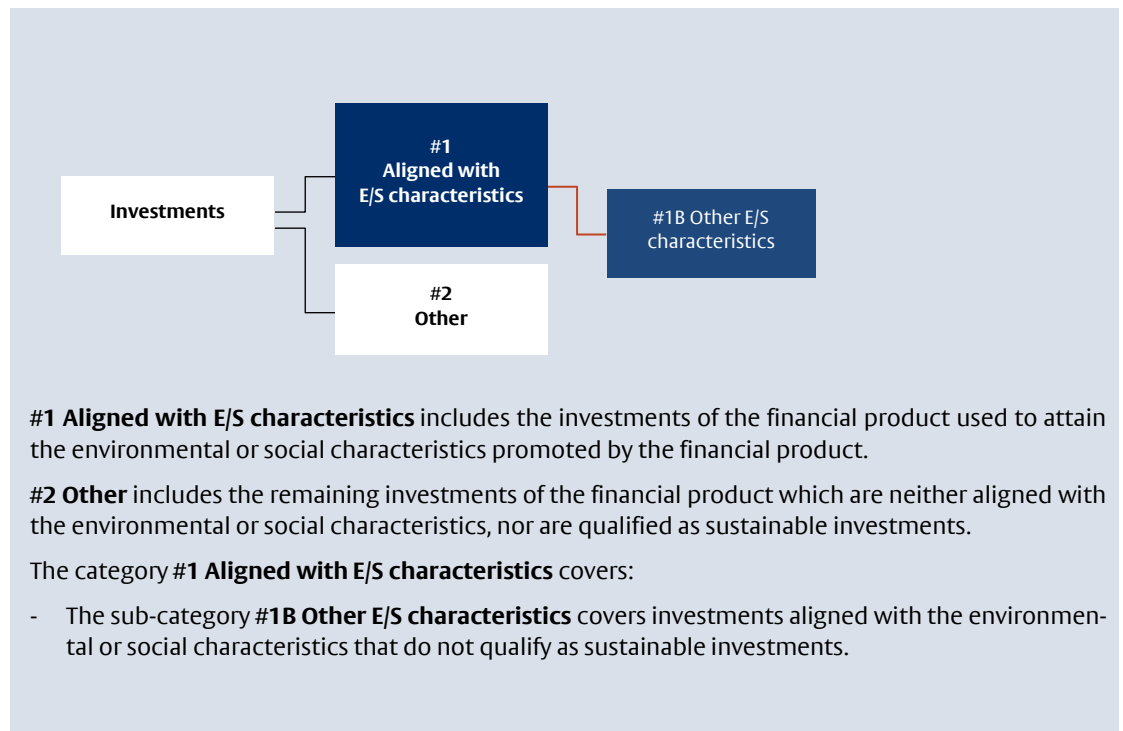 #1
Aligned with
E/S characteristics
Investments
#1B Other E/S
characteristics
#2
Other
#1 Aligned with E/S characteristics includes the investments of the financial product used to attain
the environmental or social characteristics promoted by the financial product.
#2 Other includes the remaining investments of the financial product which are neither aligned with
the environmental or social characteristics, nor are qualified as sustainable investments.
The category #1 Aligned with E/S characteristics covers:
- The sub-category #1B Other E/S characteristics covers investments aligned with the environmen-
tal or social characteristics that do not qualify as sustainable investments.